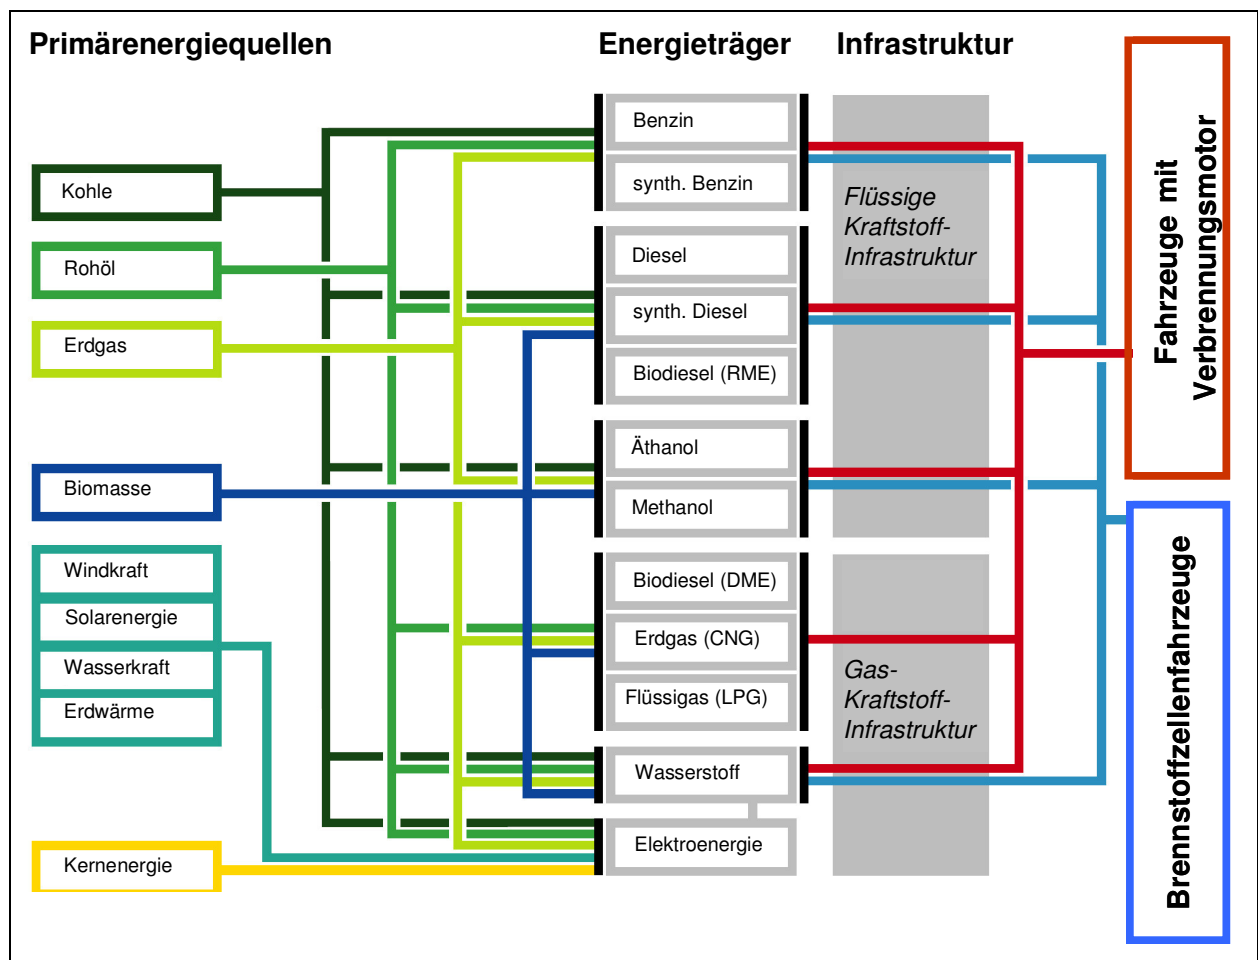 Primärenergiequellen
Energieträger
Infrastruktur
Kohle
Rohöl
Erdgas
Biomasse
Windkraft
Solarenergie
Wasserkraft
Erdwärme
Kernenergie
Benzin
synth. Benzin
Diesel
synth. Diesel
Biodiesel (RME)
Äthanol
Methanol
Biodiesel (DME)
Erdgas (CNG)
Flüssigas (LPG)
Wasserstoff
Elektroenergie
Flüssige
Kraftstoff-
Infrastruktur
Gas-
Kraftstoff-
Infrastruktur
Fahrzeuge mit
Verbrennungsmotor
Brennstoffzellenfahrzeuge